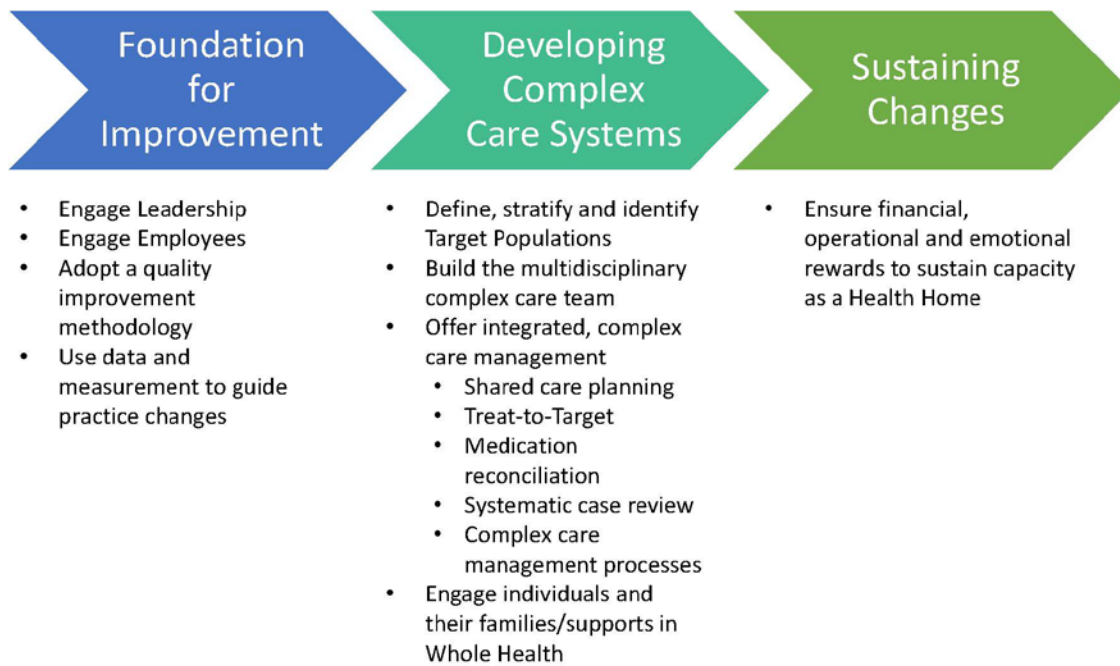 Foundation
for
Improvement
• Engage Leadership
• Engage Employees
• Adopt a quality
improvement
methodology
• Use data and
measurement to guide
practice changes
Developing
Complex
Care Systems
• Define, stratify and identify
Target Populations
• Build the multidisciplinary
complex care team
• Offer integrated, complex
care management
• Shared care planning
• Treat-to-Target
• Medication
reconciliation
• Systematic case review
• Complex care
management processes
• Engage individuals and
their families/supports in
Whole Health
Sustaining
Changes
• Ensure financial,
operational and emotional
rewards to sustain capacity
as a Health Home